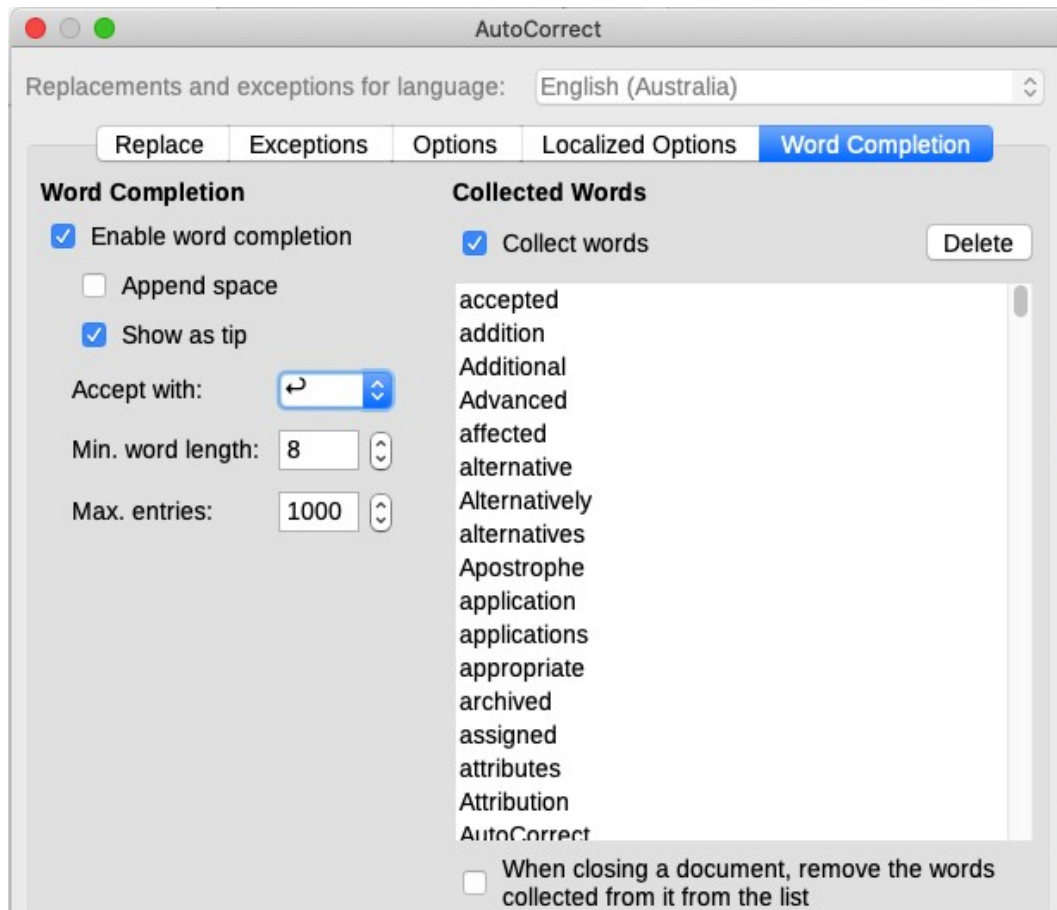 AutoCorrect
Replacements and exceptions for language: English (Australia)
Replace Exceptions Options Localized Options Word Completion
Word Completion
Enable word completion
Append space
Show as tip
Accept with: ↩
Min. word length: 8
Max. entries: 1000
Collected Words
Collect words Delete
accepted
addition
Additional
Advanced
affected
alternative
Alternatively
alternatives
Apostrophe
application
applications
appropriate
archived
assigned
attributes
Attribution
AutoCorrect
When closing a document, remove the words
collected from it from the list